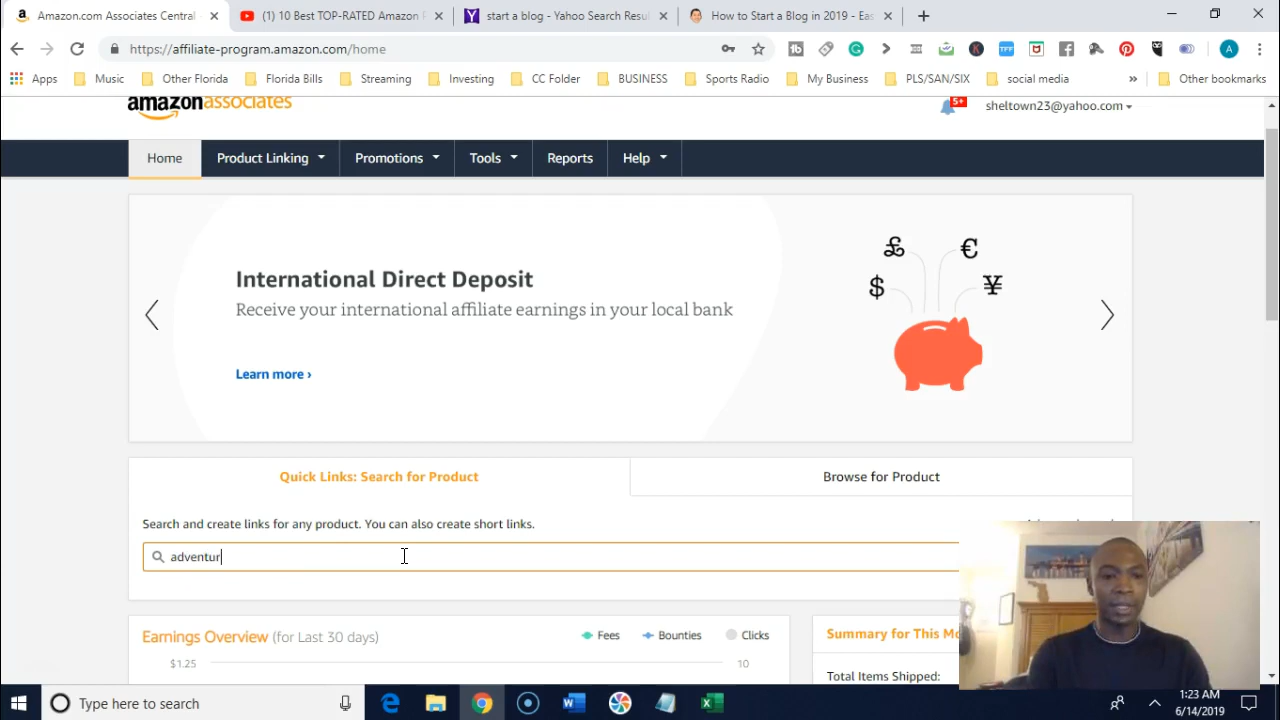 Amazon.com Associates Central
(1) 10 Best TOP-RATED Amazon
start a blog - Yahoo Search Resul
How to Start a Blog in 2019 - Eas
https://affiliate-program.amazon.com/home
Apps
Music
Other Florida
Florida Bills
Streaming
Investing
CC Folder
BUSINESS
Sports Radio
My Business
PLS/SAN/SIX
social media
Other bookmarks
amazon associates
5+
sheltown23@yahoo.com
Home
Product Linking
Promotions
Tools
Reports
Help
International Direct Deposit
Receive your international affiliate earnings in your local bank
Learn more ›
£ €
$ ¥
Quick Links: Search for Product
Browse for Product
Search and create links for any product. You can also create short links.
adventur
Earnings Overview (for Last 30 days)
Fees
Bounties
Clicks
$1.25
10
Summary for This Mo
Total Items Shipped:
Type here to search
1:23 AM
6/14/2019